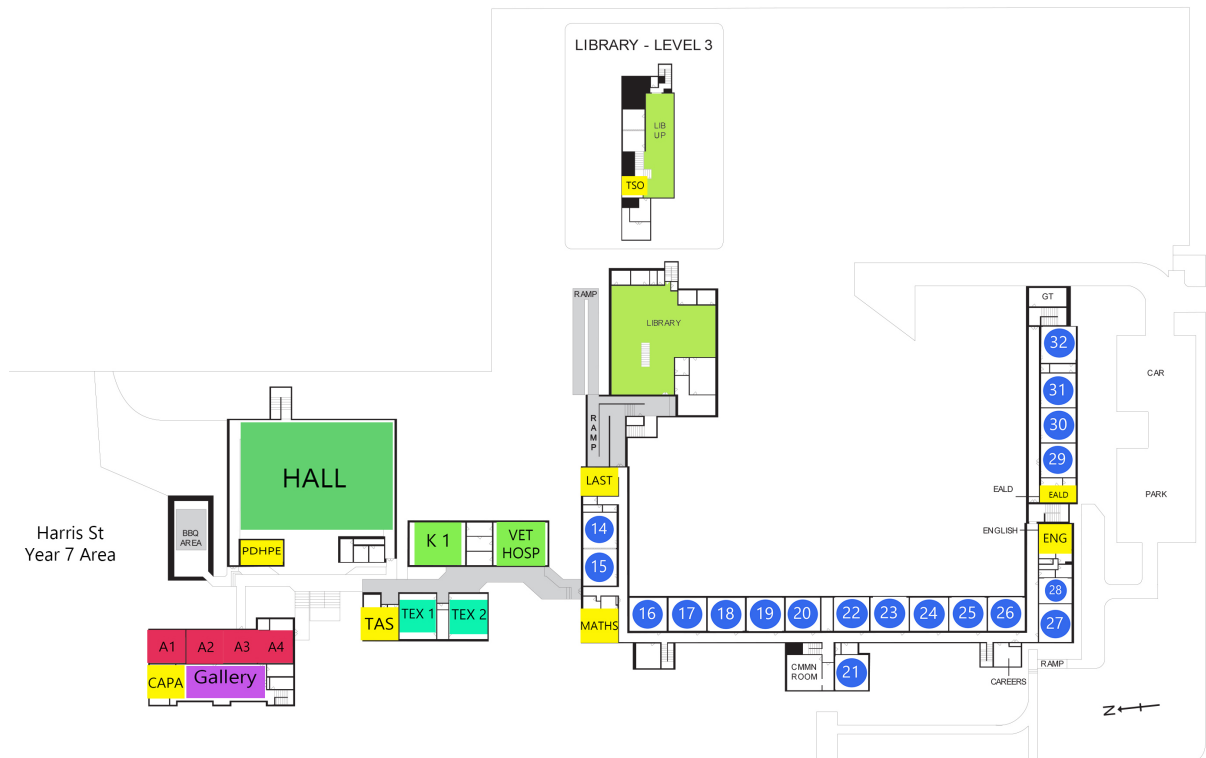 LIBRARY - LEVEL 3
LIB
UP
TSO
RAMP
LIBRARY
GT
32
31
CAR
30
RAMP
29
HALL
LAST
EALD
EALD
PARK
BBQ
AREA
Harris St
Year 7 Area
14
ENGLISH
ENG
K 1
VET
HOSP
PDHPE
15
28
TAS
TEX 1
TEX 2
MATHS
16
17
18
19
20
22
23
24
25
26
27
A1
A2
A3
A4
CMMN
ROOM
21
RAMP
CAPA
Gallery
CAREERS
N